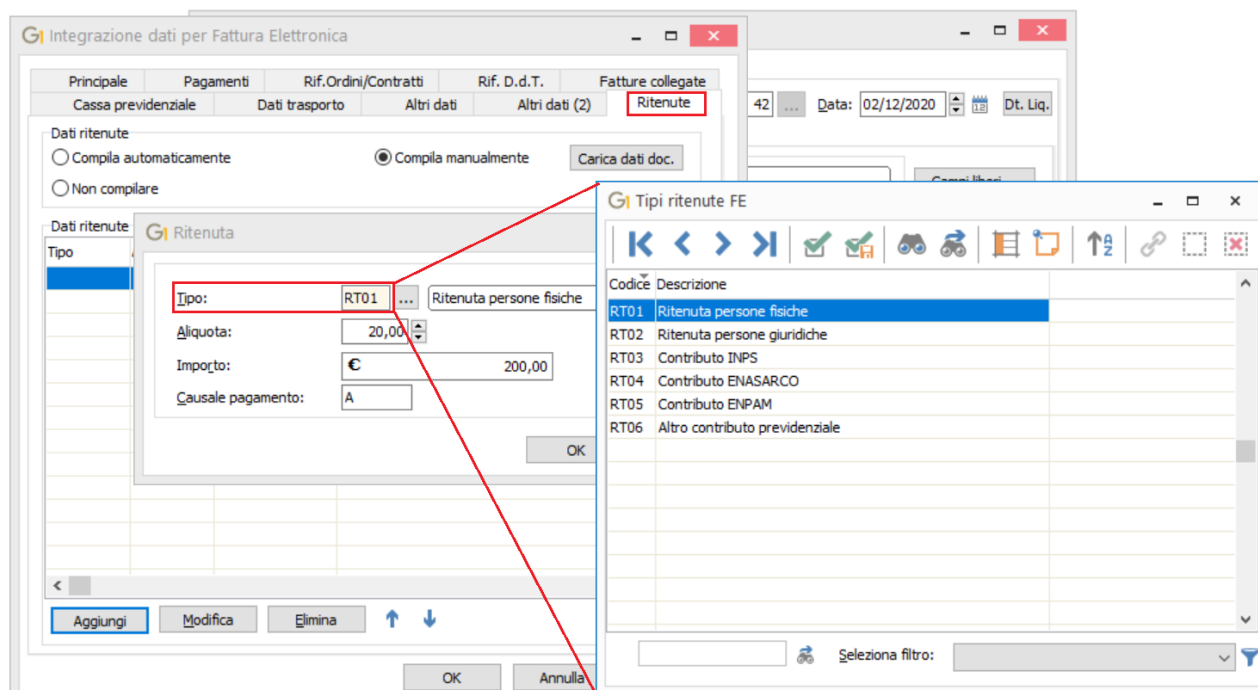 Integrazione dati per Fattura Elettronica
Principale Pagamenti Rif.Ordini/Contratti Rif. D.d.T. Fatture collegate
Cassa previdenziale Dati trasporto Altri dati Altri dati (2) Ritenute
42 ... Data: 02/12/2020 Dt. Liq.
Dati ritenute
Compila automaticamente Compila manualmente Carica dati doc.
Non compilare
Dati ritenute
Tipo
Ritenuta
Tipo: RT01 ... Ritenuta persone fisiche
Aliquota: 20,00
Importo: € 200,00
Causale pagamento: A
OK
Aggiungi Modifica Elimina
OK Annulla
Tipi ritenute FE
Codice Descrizione
RT01 Ritenuta persone fisiche
RT02 Ritenuta persone giuridiche
RT03 Contributo INPS
RT04 Contributo ENASARCO
RT05 Contributo ENPAM
RT06 Altro contributo previdenziale
Seleziona filtro: